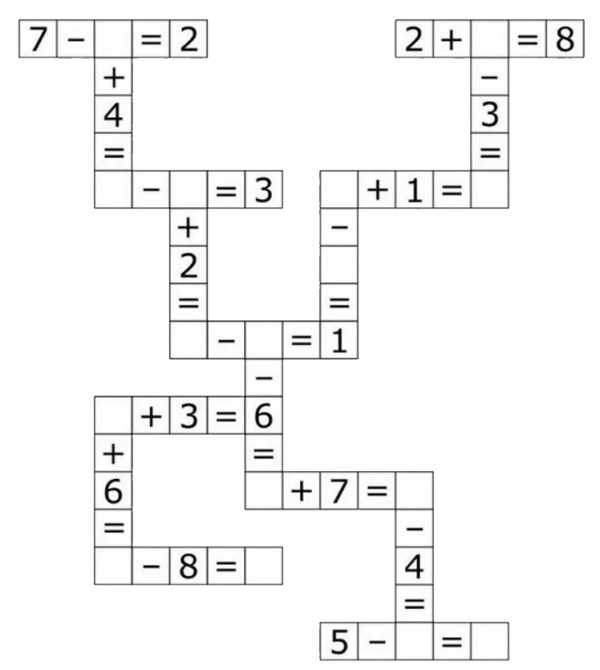 7 – = 2 2 + = 8
+ –
4 3
= =
– = 3 + 1 =
+ –
2
= =
– = 1
–
+ 3 = 6
+ =
6 + 7 =
= –
– 8 = 4
=
5 – =